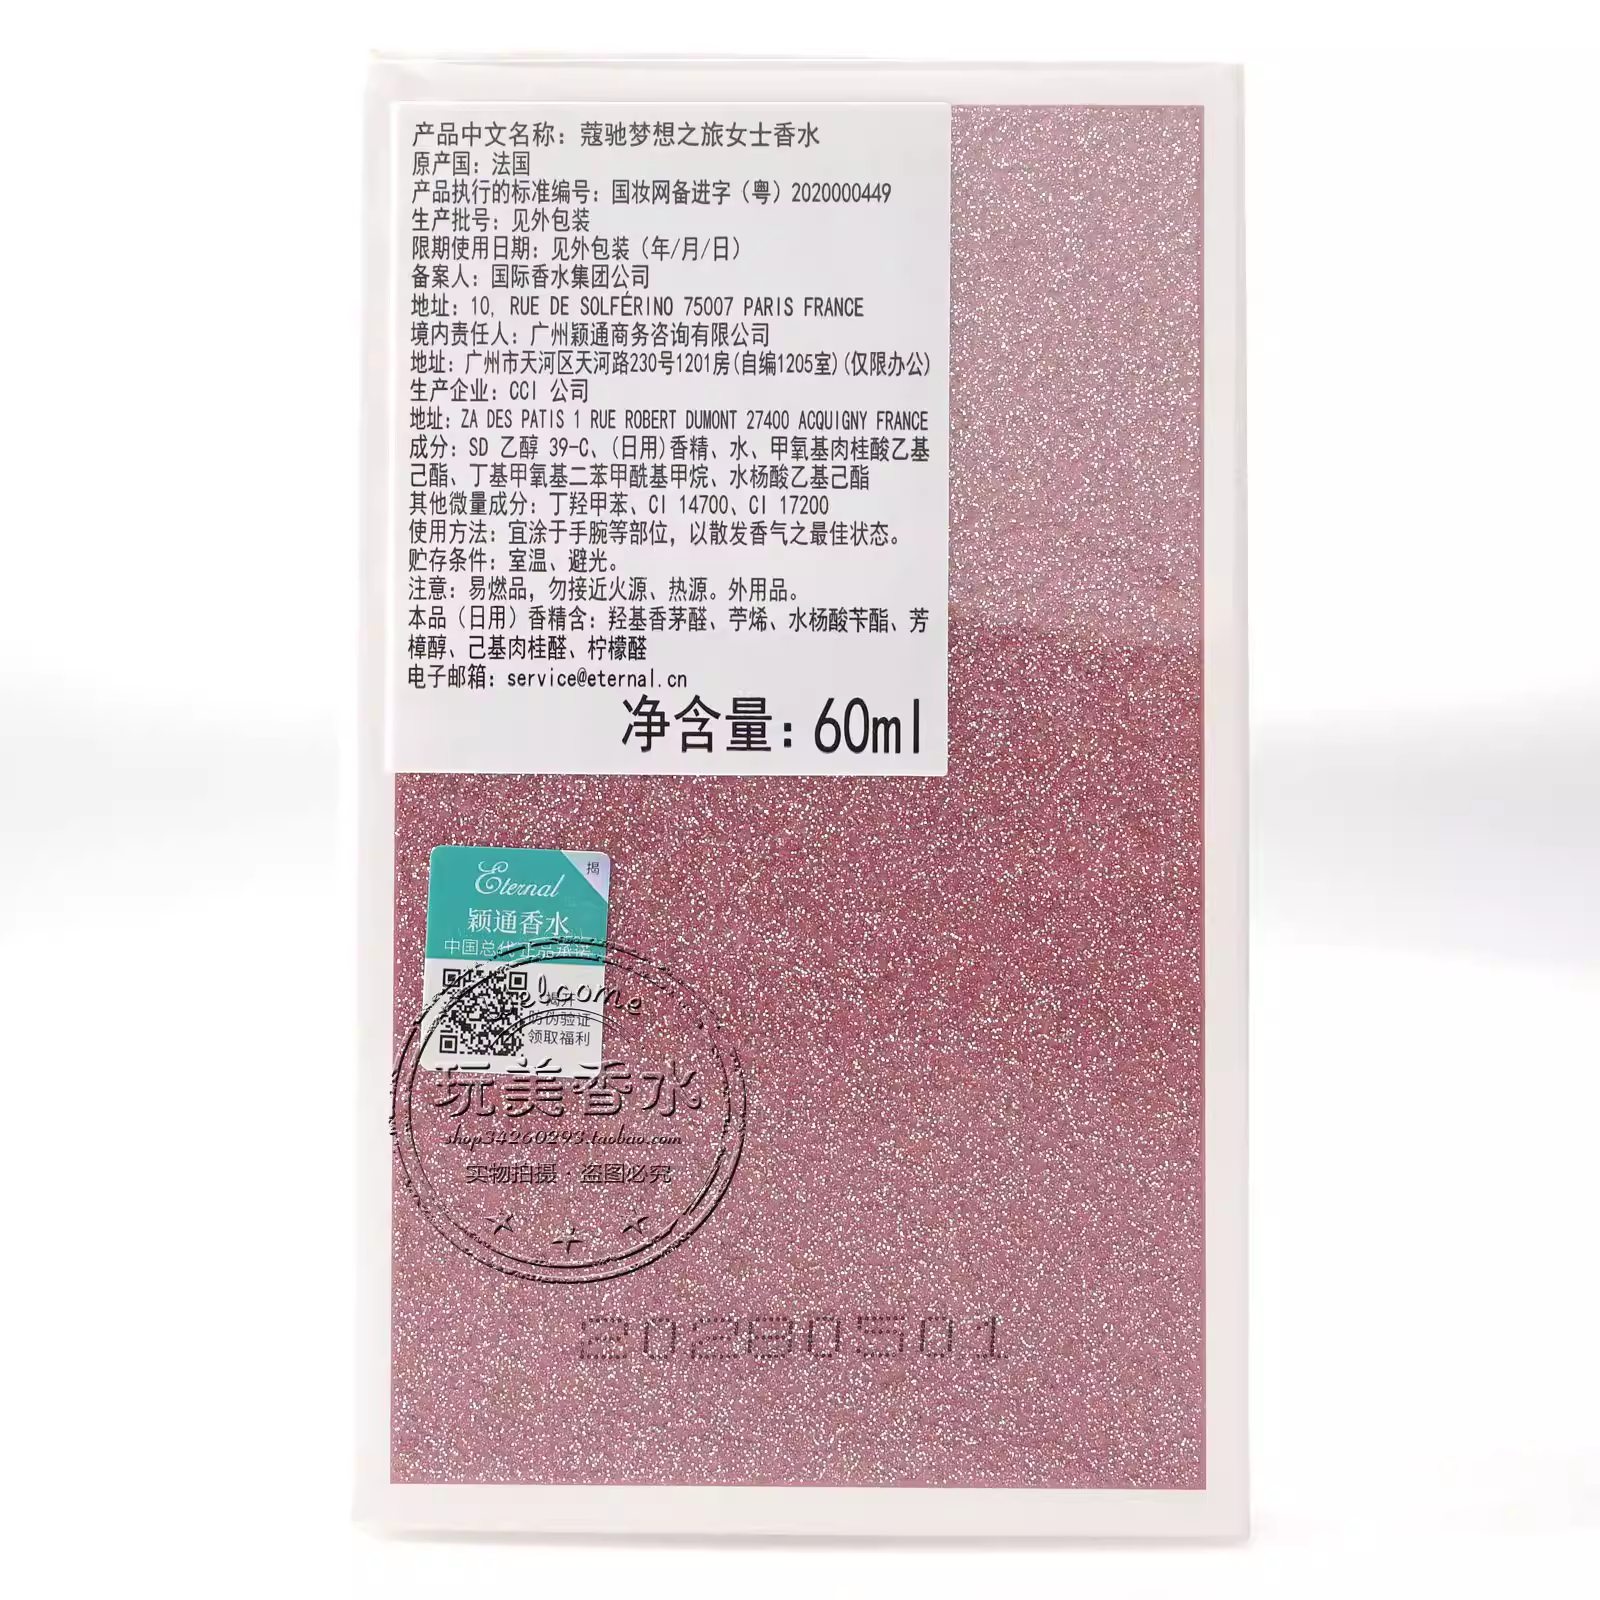 产品中文名称：蔻驰梦想之旅女士香水
原产国：法国
产品执行的标准编号：国妆网备进字（粤）2020000449
生产批号：见外包装
限期使用日期：见外包装（年/月/日）
备案人：国际香水集团公司
地址：10, RUE DE SOLFÉRINO 75007 PARIS FRANCE
境内责任人：广州颖通商务咨询有限公司
地址：广州市天河区天河路230号1201房(自编1205室)(仅限办公)
生产企业：CCI 公司
地址：ZA DES PATIS 1 RUE ROBERT DUMONT 27400 ACQUIGNY FRANCE
成分：SD 乙醇 39-C、(日用)香精、水、甲氧基肉桂酸乙基
己酯、丁基甲氧基二苯甲酰基甲烷、水杨酸乙基己酯
其他微量成分：丁羟甲苯、CI 14700、CI 17200
使用方法：宜涂于手腕等部位，以散发香气之最佳状态。
贮存条件：室温、避光。
注意：易燃品，勿接近火源、热源。外用品。
本品（日用）香精含：羟基香茅醛、苧烯、水杨酸苄酯、芳
樟醇、己基肉桂醛、柠檬醛
电子邮箱：service@eternal.cn
净含量：60ml
Eternal
揭
颖通香水
中国总代 正品承诺
揭开
防伪验证
领取福利
elcome
玩美香水
shop34260293.taobao.com
实物拍摄·盗图必究
20280501